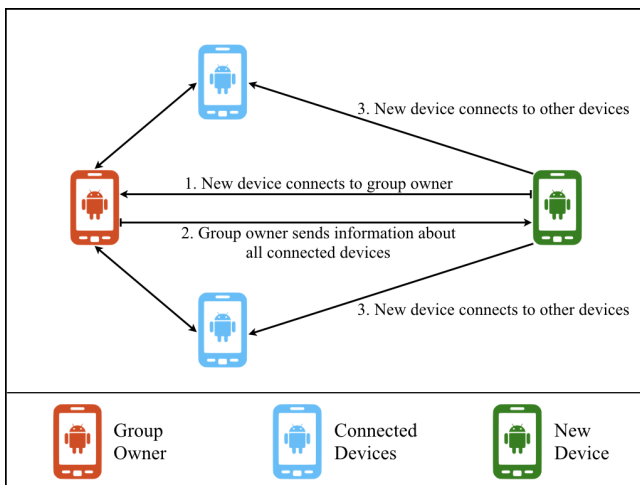 3. New device connects to other devices
1. New device connects to group owner
2. Group owner sends information about
all connected devices
3. New device connects to other devices
Group
Owner
Connected
Devices
New
Device